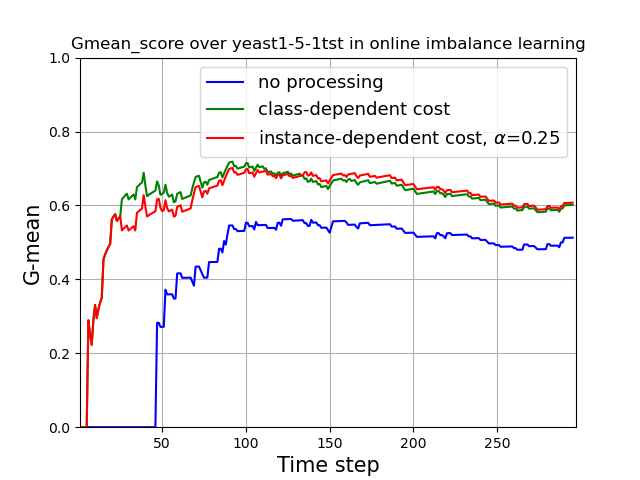 Gmean_score over yeast1-5-1tst in online imbalance learning
no processing
class-dependent cost
instance-dependent cost, α=0.25
G-mean
1.0
0.8
0.6
0.4
0.2
0.0
50 100 150 200 250
Time step